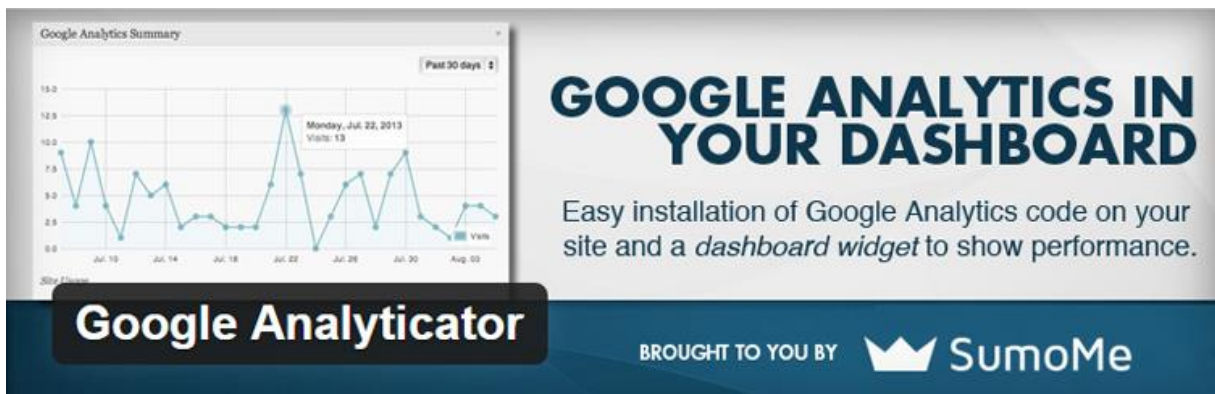 Google Analytics Summary
Past 30 days
15.0
12.5
10.0
7.5
5.0
2.5
0.0
Monday, Jul. 22, 2013
Visits: 13
Visits
Jul. 10 Jul. 14 Jul. 18 Jul. 22 Jul. 26 Jul. 30 Aug. 03
Site Usage
Google Analyticator
GOOGLE ANALYTICS IN
YOUR DASHBOARD
Easy installation of Google Analytics code on your
site and a dashboard widget to show performance.
BROUGHT TO YOU BY SumoMe